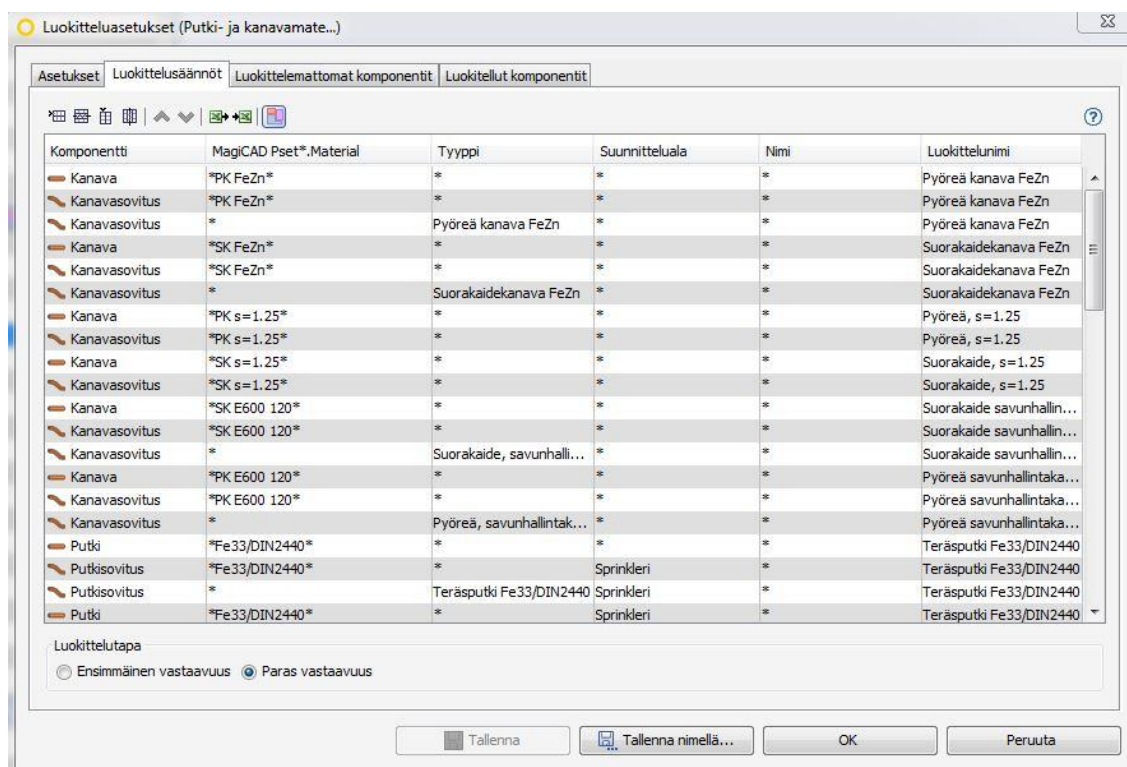 Luokitteluasetukset (Putki- ja kanavamate...)
Asetukset Luokittelusäännöt Luokittelemattomat komponentit Luokitellut komponentit
Komponentti MagiCAD Pset*.Material Tyyppi Suunnitteluala Nimi Luokittelunimi
Kanava *PK FeZn* * * * Pyöreä kanava FeZn
Kanavasovitus *PK FeZn* * * * Pyöreä kanava FeZn
Kanavasovitus * Pyöreä kanava FeZn * * Pyöreä kanava FeZn
Kanava *SK FeZn* * * * Suorakaidekanava FeZn
Kanavasovitus *SK FeZn* * * * Suorakaidekanava FeZn
Kanavasovitus * Suorakaidekanava FeZn * * Suorakaidekanava FeZn
Kanava *PK s=1.25* * * * Pyöreä, s=1.25
Kanavasovitus *PK s=1.25* * * * Pyöreä, s=1.25
Kanava *SK s=1.25* * * * Suorakaide, s=1.25
Kanavasovitus *SK s=1.25* * * * Suorakaide, s=1.25
Kanava *SK E600 120* * * * Suorakaide savunhallin...
Kanavasovitus *SK E600 120* * * * Suorakaide savunhallin...
Kanavasovitus * Suorakaide, savunhalli... * * Suorakaide savunhallin...
Kanava *PK E600 120* * * * Pyöreä savunhallintaka...
Kanavasovitus *PK E600 120* * * * Pyöreä savunhallintaka...
Kanavasovitus * Pyöreä, savunhallintak... * * Pyöreä savunhallintaka...
Putki *Fe33/DIN2440* * * * Teräsputki Fe33/DIN2440
Putkisovitus *Fe33/DIN2440* * Sprinkleri * Teräsputki Fe33/DIN2440
Putkisovitus * Teräsputki Fe33/DIN2440 Sprinkleri * Teräsputki Fe33/DIN2440
Putki *Fe33/DIN2440* * Sprinkleri * Teräsputki Fe33/DIN2440
Luokittelutapa
Ensimmäinen vastaavuus Paras vastaavuus
Tallenna Tallenna nimellä... OK Peruuta